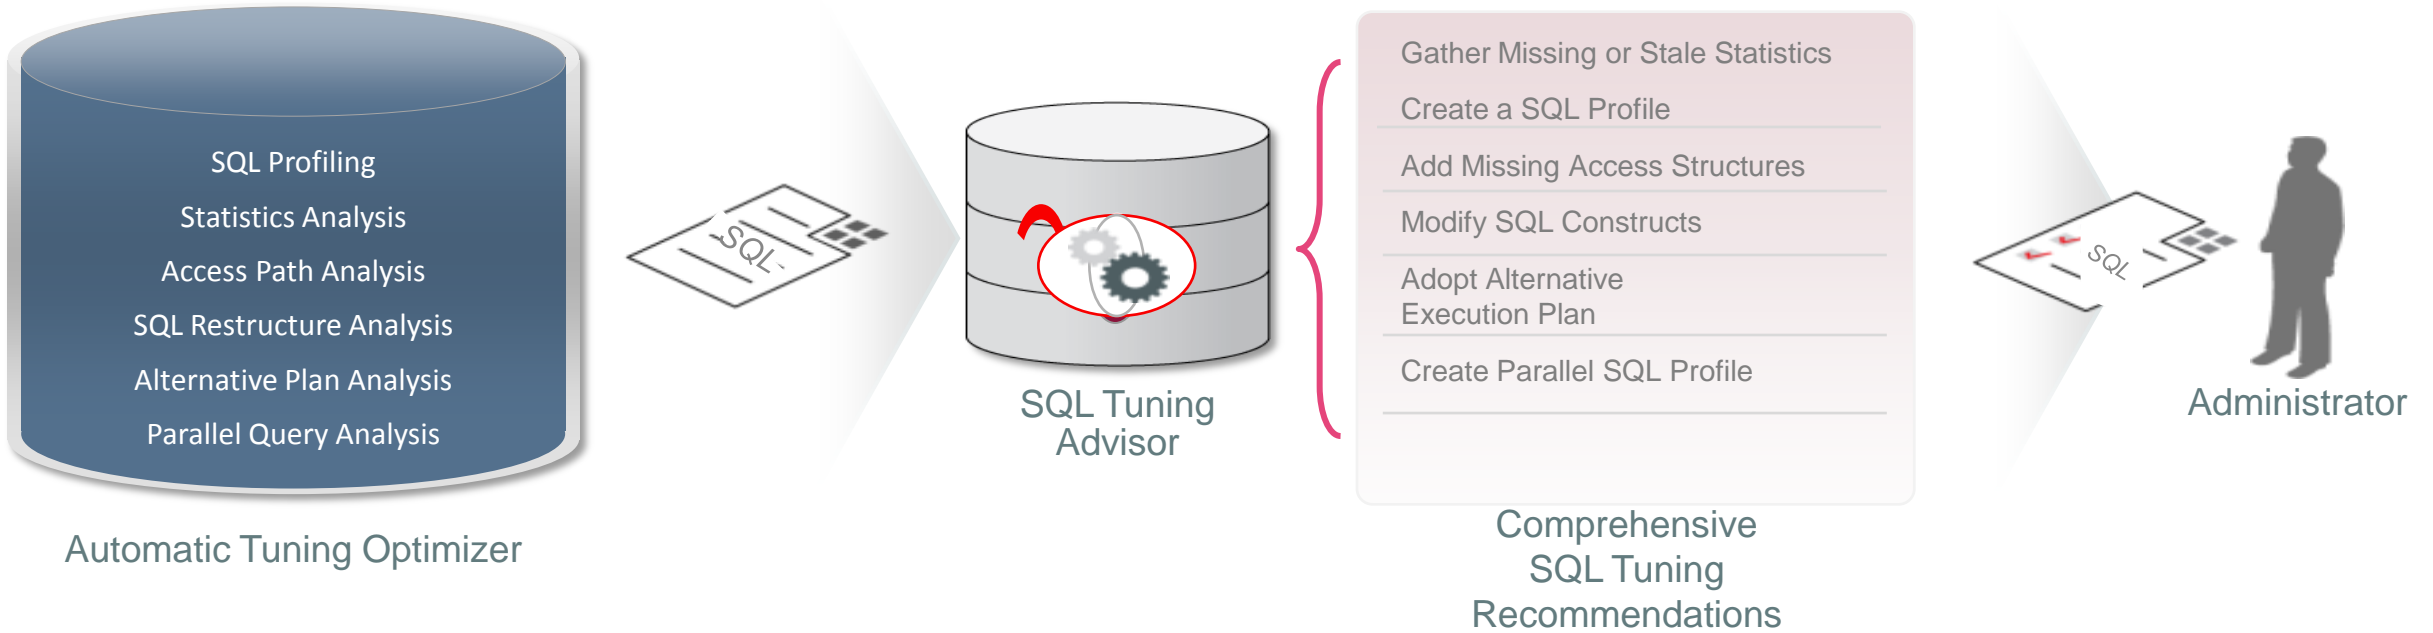 SQL Profiling
Statistics Analysis
Access Path Analysis
SQL Restructure Analysis
Alternative Plan Analysis
Parallel Query Analysis
Automatic Tuning Optimizer
SQL
SQL Tuning
Advisor
Gather Missing or Stale Statistics
Create a SQL Profile
Add Missing Access Structures
Modify SQL Constructs
Adopt Alternative
Execution Plan
Create Parallel SQL Profile
Comprehensive
SQL Tuning
Recommendations
SQL
Administrator